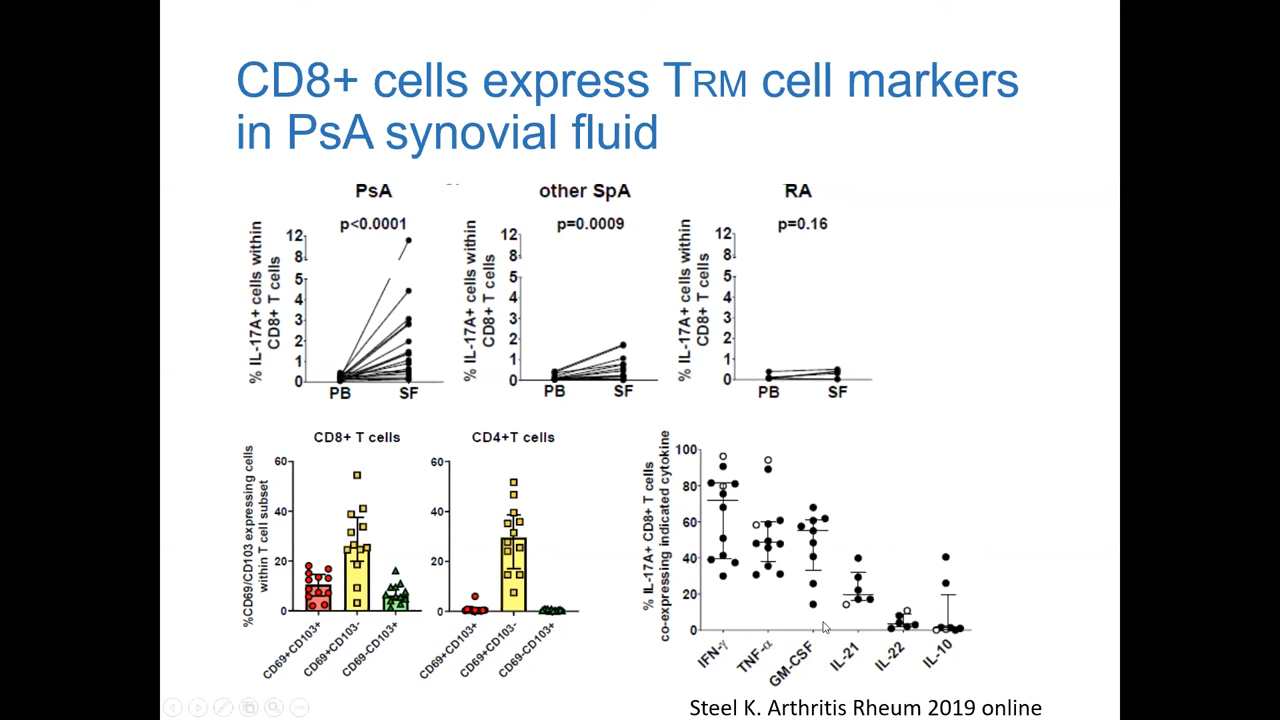 CD8+ cells express TRM cell markers
in PsA synovial fluid
PsA
p<0.0001
% IL-17A+ cells within
CD8+ T cells
12
8
5
4
3
2
1
0
PB SF
other SpA
p=0.0009
% IL-17A+ cells within
CD8+ T cells
12
8
5
4
3
2
1
0
PB SF
RA
p=0.16
% IL-17A+ cells within
CD8+ T cells
12
8
5
4
3
2
1
0
PB SF
CD8+ T cells
%CD69/CD103 expressing cells
within T cell subset
60
40
20
0
CD69+CD103+
CD69+CD103-
CD69-CD103+
CD4+T cells
60
40
20
0
CD69+CD103+
CD69+CD103-
CD69-CD103+
% IL-17A+ CD8+ T cells
co-expressing indicated cytokine
100
80
60
40
20
0
IFN-γ
TNF-α
GM-CSF
IL-21
IL-22
IL-10
Steel K. Arthritis Rheum 2019 online